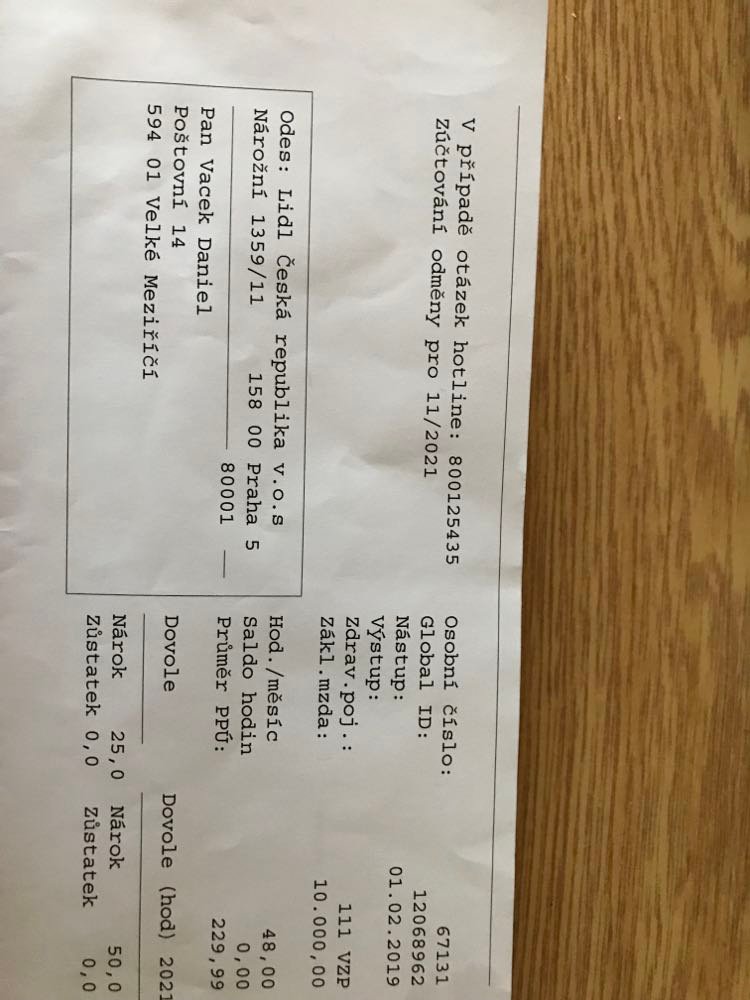 V případě otázek hotline: 800125435
Zúčtování odměny pro 11/2021
Odes: Lidl Česká republika v.o.s
Nárožní 1359/11 158 00 Praha 5
80001
Pan Vacek Daniel
Poštovní 14
594 01 Velké Meziříčí
Osobní číslo: 67131
Global ID: 12068962
Nástup: 01.02.2019
Výstup:
Zdrav.poj.: 111 VZP
Zákl.mzda: 10.000,00
Hod./měsíc 48,00
Saldo hodin 0,00
Průměr PPÚ: 229,99
Dovole Dovole (hod) 2021
Nárok 25,0 Nárok 50,0
Zůstatek 0,0 Zůstatek 0,0